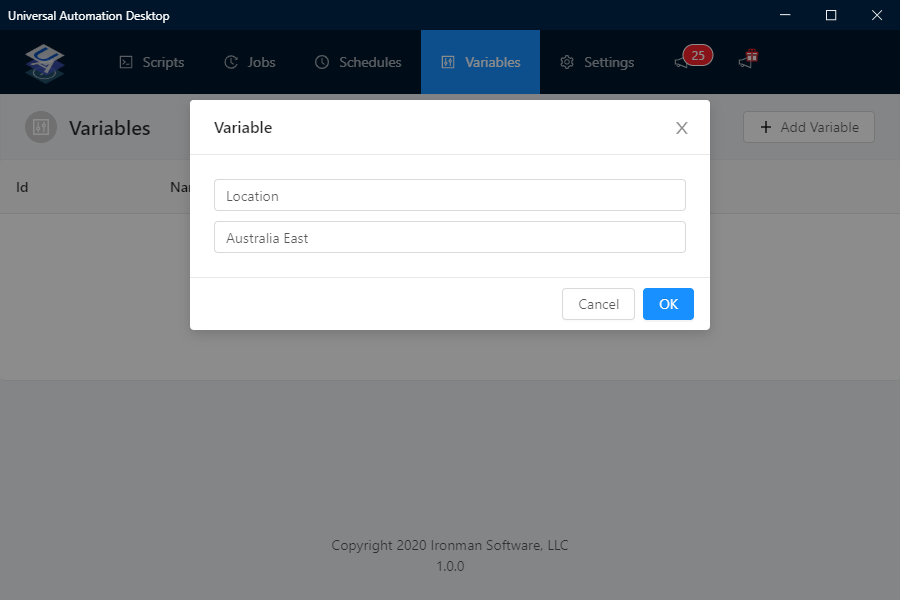 Universal Automation Desktop
Scripts Jobs Schedules Variables Settings 25
Variables
Add Variable
Variable
Id
Location
Australia East
Cancel OK
Copyright 2020 Ironman Software, LLC
1.0.0